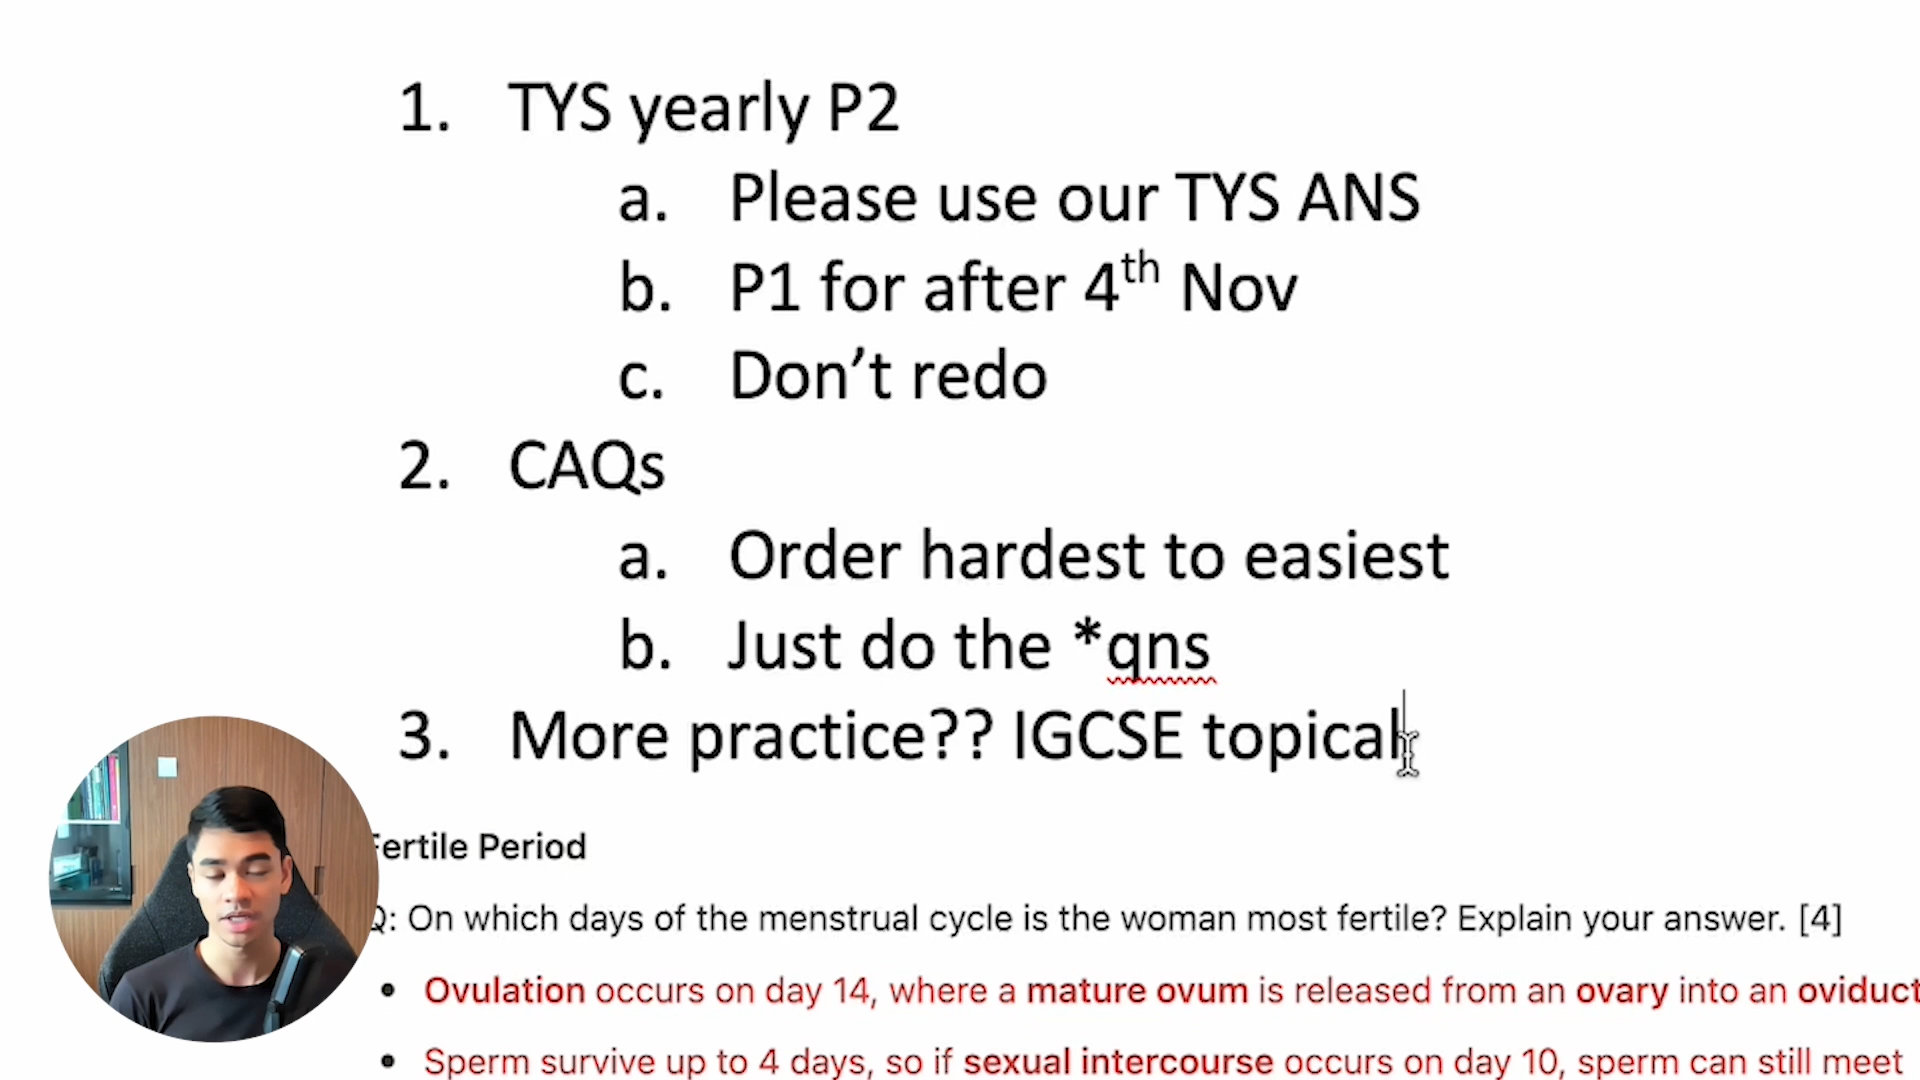 1. TYS yearly P2
a. Please use our TYS ANS
b. P1 for after 4th Nov
c. Don’t redo
2. CAQs
a. Order hardest to easiest
b. Just do the *qns
3. More practice?? IGCSE topical
Fertile Period
Q: On which days of the menstrual cycle is the woman most fertile? Explain your answer. [4]
• Ovulation occurs on day 14, where a mature ovum is released from an ovary into an oviduct
• Sperm survive up to 4 days, so if sexual intercourse occurs on day 10, sperm can still meet